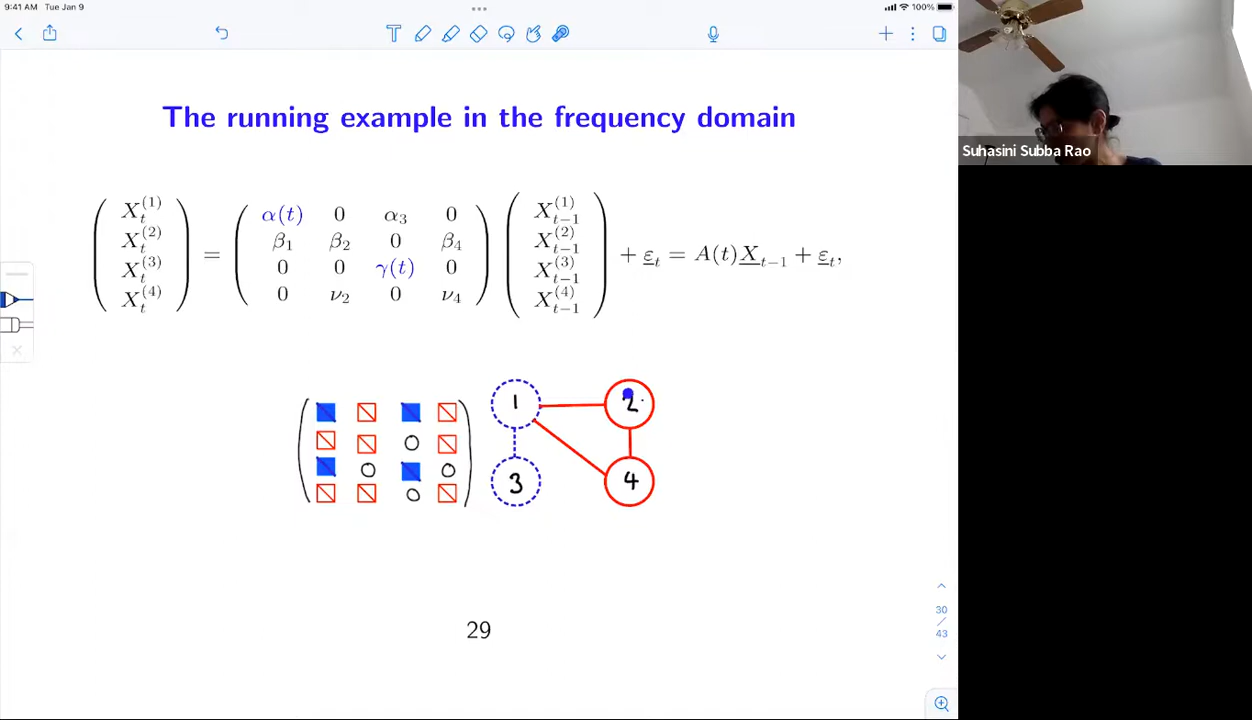 9:41 AM Tue Jan 9
100%
The running example in the frequency domain
Suhasini Subba Rao
( X_t^{(1)} ) = ( α(t) 0 α_3 0 ) ( X_{t-1}^{(1)} )
( X_t^{(2)} ) ( β_1 β_2 0 β_4 ) ( X_{t-1}^{(2)} ) + ε_t = A(t)X_{t-1} + ε_t,
( X_t^{(3)} ) ( 0 0 γ(t) 0 ) ( X_{t-1}^{(3)} )
( X_t^{(4)} ) ( 0 ν_2 0 ν_4 ) ( X_{t-1}^{(4)} )
1 2
3 4
29
30
/
43